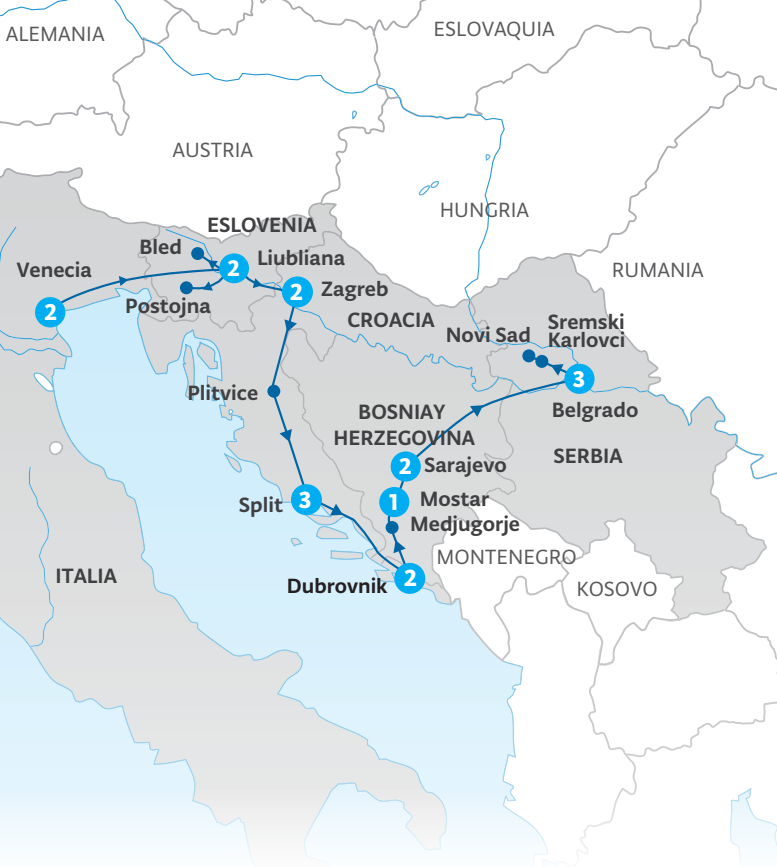 ALEMANIA
ESLOVAQUIA
AUSTRIA
HUNGRIA
ESLOVENIA
Bled
Liubliana
2
Venecia
RUMANIA
Zagreb
2
Postojna
2
CROACIA
Sremski
Novi Sad
Karlovci
3
Plitvice
Belgrado
BOSNIAY
HERZEGOVINA
SERBIA
2
Sarajevo
3
Split
1
Mostar
Medjugorje
MONTENEGRO
ITALIA
2
Dubrovnik
KOSOVO